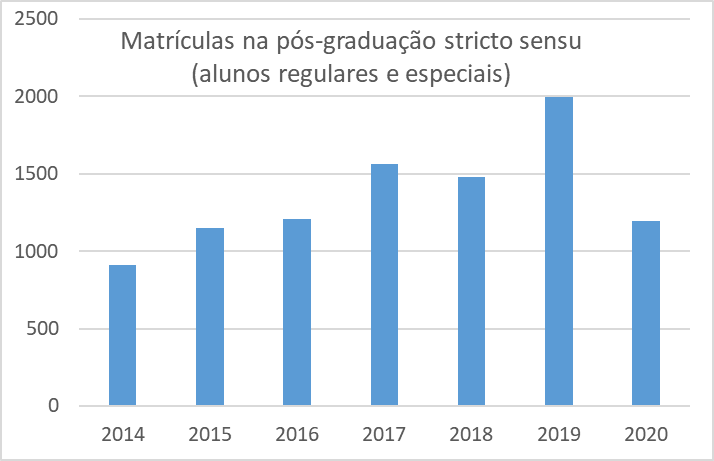 Matrículas na pós-graduação stricto sensu
(alunos regulares e especiais)
2500
2000
1500
1000
500
0
2014 2015 2016 2017 2018 2019 2020